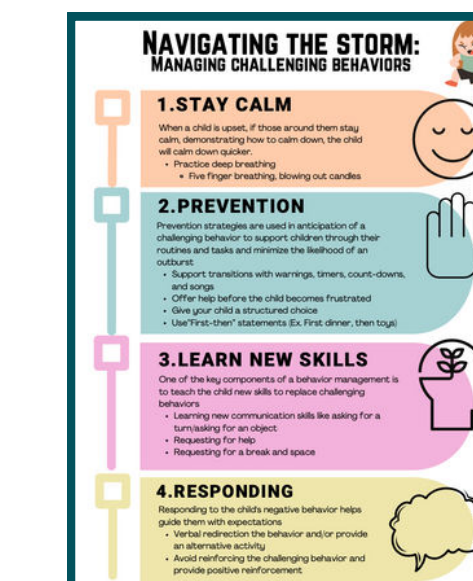 NAVIGATING THE STORM:
MANAGING CHALLENGING BEHAVIORS
1.STAY CALM
When a child is upset, if those around them stay
calm, demonstrating how to calm down, the child
will calm down quicker.
• Practice deep breathing
• Five finger breathing, blowing out candles
2.PREVENTION
Prevention strategies are used in anticipation of a
challenging behavior to support children through their
routines and tasks and minimize the likelihood of an
outburst
• Support transitions with warnings, timers, count-downs,
and songs
• Offer help before the child becomes frustrated
• Give your child a structured choice
• Use"First-then" statements (Ex. First dinner, then toys)
3.LEARN NEW SKILLS
One of the key components of a behavior management is
to teach the child new skills to replace challenging
behaviors
• Learning new communication skills like asking for a
turn/asking for an object
• Requesting for help
• Requesting for a break and space
4.RESPONDING
Responding to the child's negative behavior helps
guide them with expectations
• Verbal redirection the behavior and/or provide
an alternative activity
• Avoid reinforcing the challenging behavior and
provide positive reinforcement